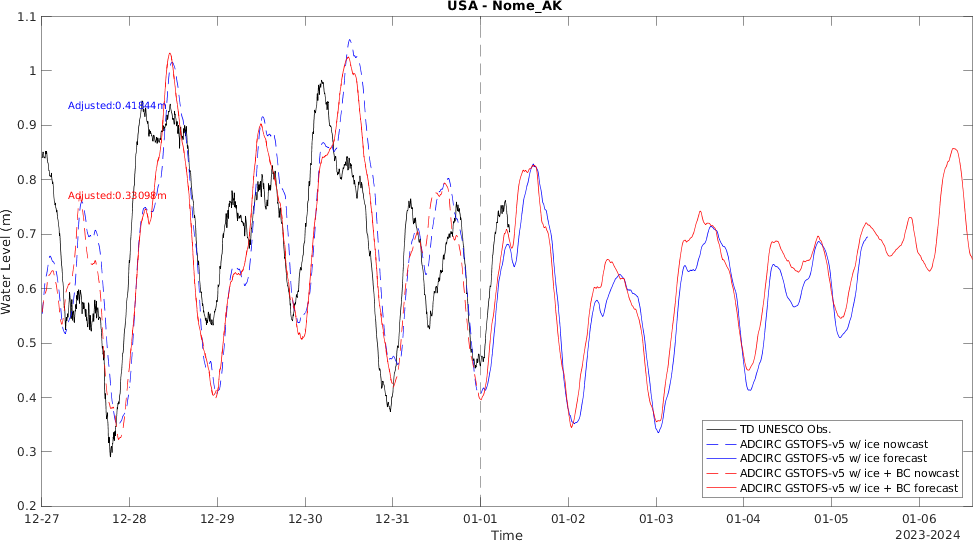 USA - Nome_AK
1.1
1
0.9
0.8
0.7
0.6
0.5
0.4
0.3
0.2
Water Level (m)
Adjusted:0.41844m
Adjusted:0.33098m
TD UNESCO Obs.
ADCIRC GSTOFS-v5 w/ ice nowcast
ADCIRC GSTOFS-v5 w/ ice forecast
ADCIRC GSTOFS-v5 w/ ice + BC nowcast
ADCIRC GSTOFS-v5 w/ ice + BC forecast
12-27 12-28 12-29 12-30 12-31 01-01 01-02 01-03 01-04 01-05 01-06
Time
2023-2024